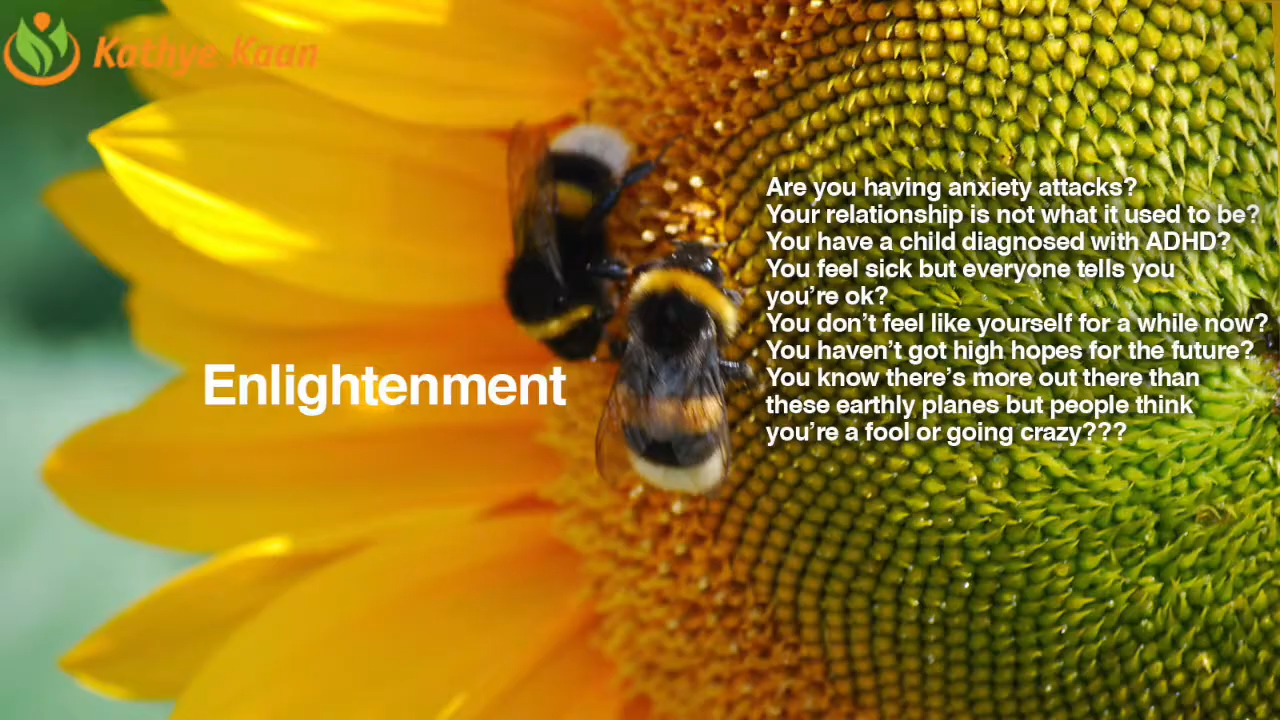 Kathye Kaan
Enlightenment
Are you having anxiety attacks?
Your relationship is not what it used to be?
You have a child diagnosed with ADHD?
You feel sick but everyone tells you
you're ok?
You don't feel like yourself for a while now?
You haven't got high hopes for the future?
You know there's more out there than
these earthly planes but people think
you're a fool or going crazy???